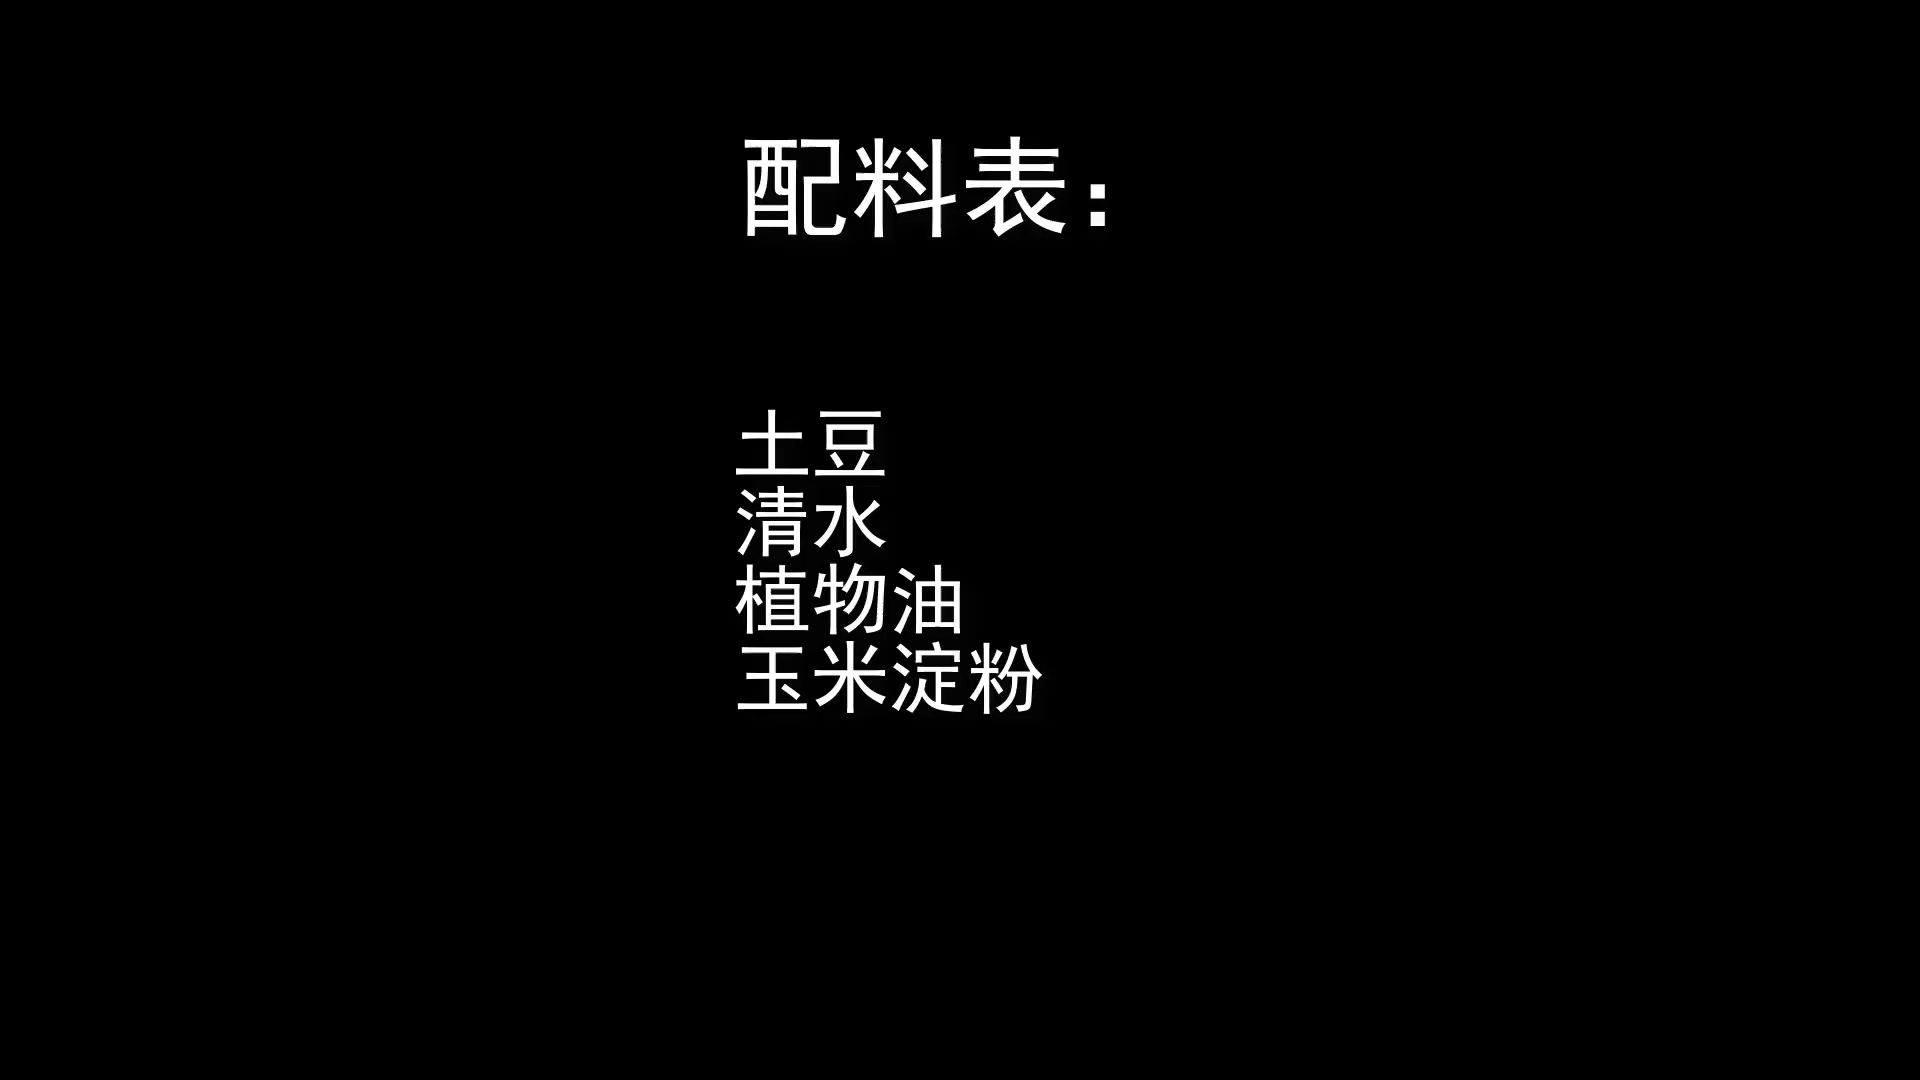 配料表：
土豆
清水
植物油
玉米淀粉